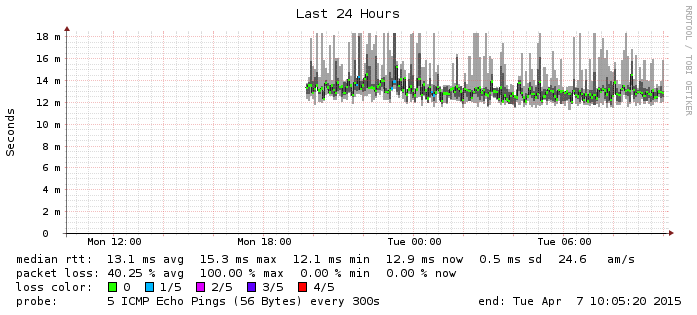 Last 24 Hours
RRDTOOL / TOBI OETIKER
Seconds
18 m
16 m
14 m
12 m
10 m
8 m
6 m
4 m
2 m
0
Mon 12:00 Mon 18:00 Tue 00:00 Tue 06:00
median rtt: 13.1 ms avg 15.3 ms max 12.1 ms min 12.9 ms now 0.5 ms sd 24.6 am/s
packet loss: 40.25 % avg 100.00 % max 0.00 % min 0.00 % now
loss color: 0 1/5 2/5 3/5 4/5
probe: 5 ICMP Echo Pings (56 Bytes) every 300s end: Tue Apr 7 10:05:20 2015